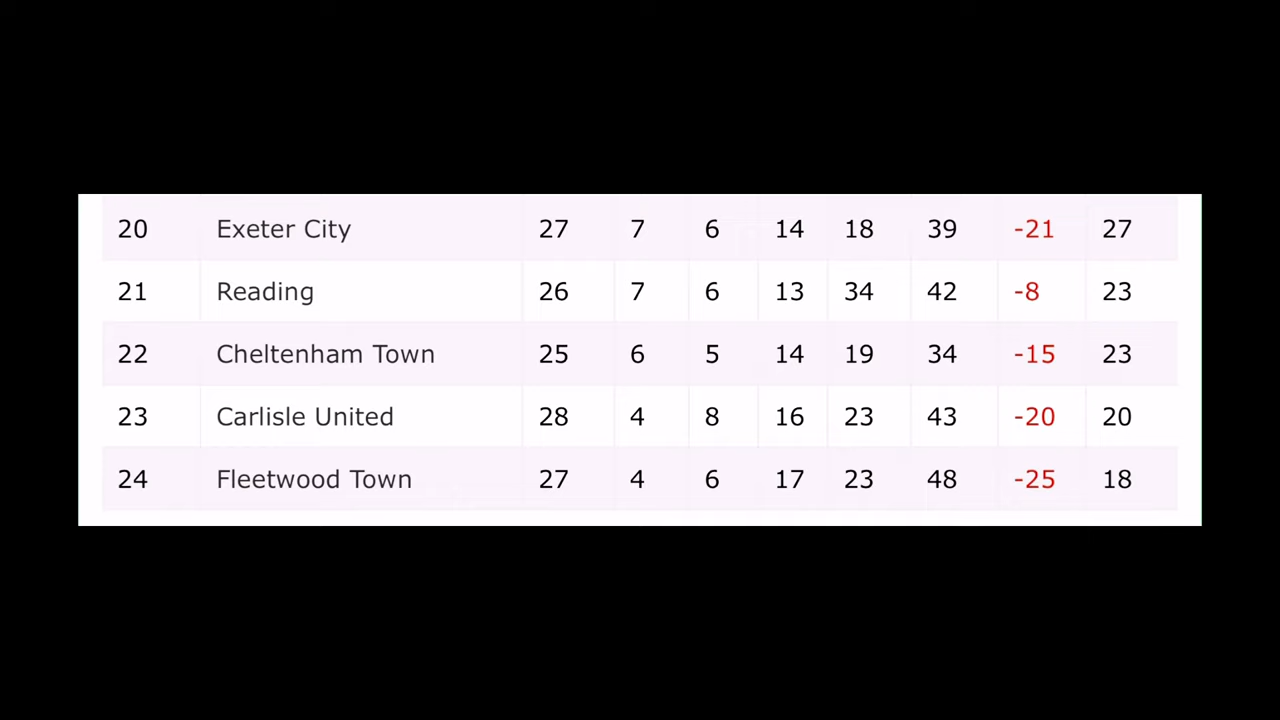 20 Exeter City 27 7 6 14 18 39 -21 27
21 Reading 26 7 6 13 34 42 -8 23
22 Cheltenham Town 25 6 5 14 19 34 -15 23
23 Carlisle United 28 4 8 16 23 43 -20 20
24 Fleetwood Town 27 4 6 17 23 48 -25 18